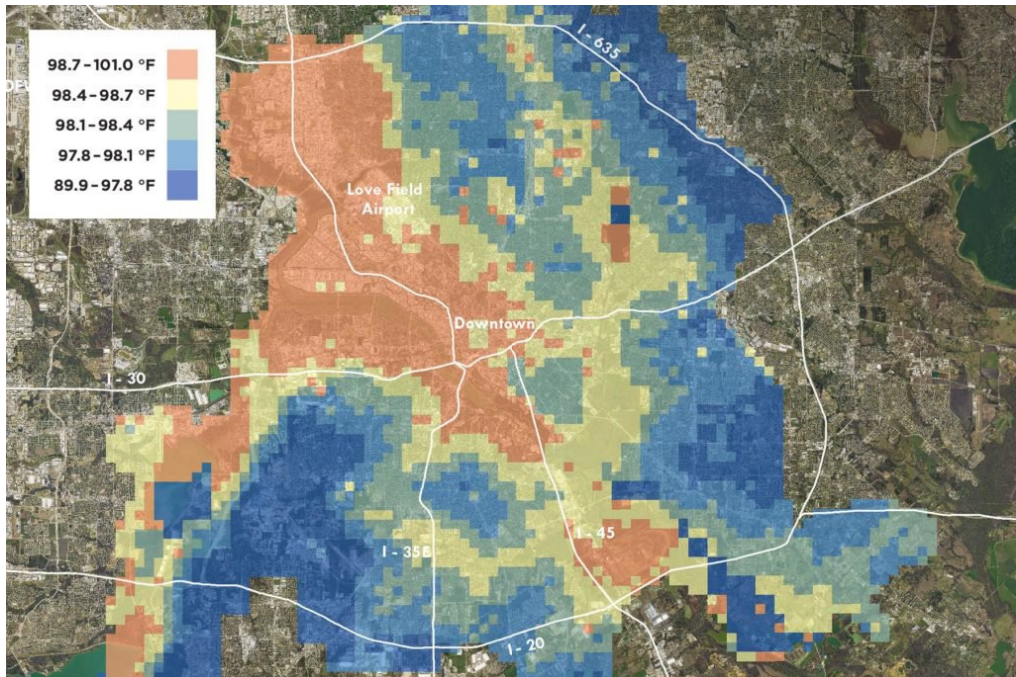 98.7–101.0 °F
98.4–98.7 °F
98.1–98.4 °F
97.8–98.1 °F
89.9–97.8 °F
I - 635
Love Field
Airport
Downtown
I - 30
I - 45
I - 35E
I - 20